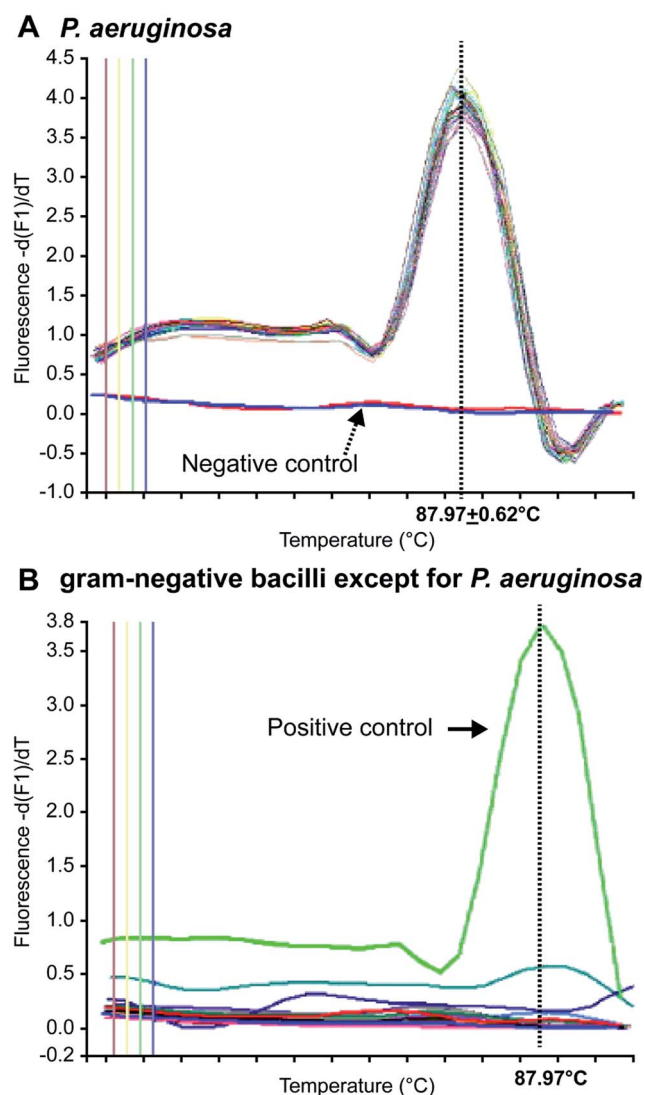 A P. aeruginosa
4.5
4.0
3.5
3.0
2.5
2.0
1.5
1.0
0.5
0.0
-0.5
-1.0
Fluorescence -d(F1)/dT
Negative control
87.97±0.62°C
Temperature (°C)
B gram-negative bacilli except for P. aeruginosa
3.8
3.5
3.0
2.5
2.0
1.5
1.0
0.5
0.0
-0.2
Fluorescence -d(F1)/dT
Positive control
87.97°C
Temperature (°C)